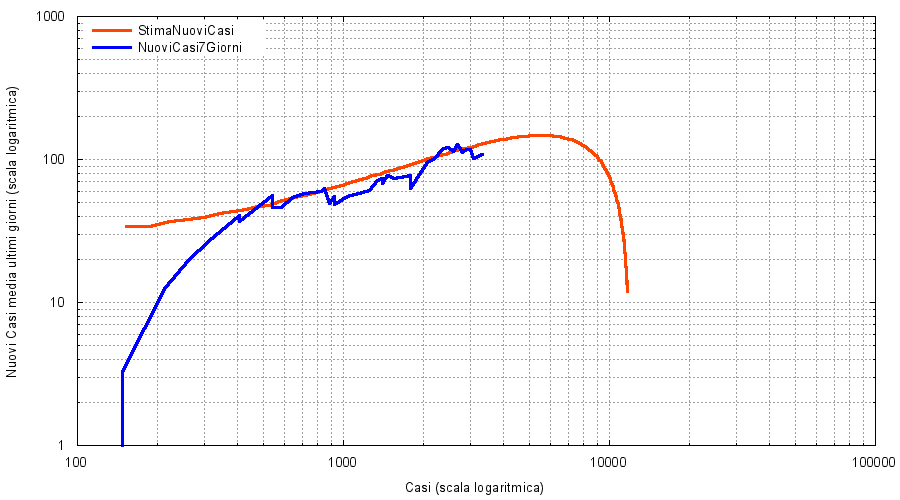 1000
StimaNuoviCasi
NuoviCasi7Giorni
Nuovi Casi media ultimi giorni (scala logaritmica)
100
10
1
100
1000
10000
100000
Casi (scala logaritmica)